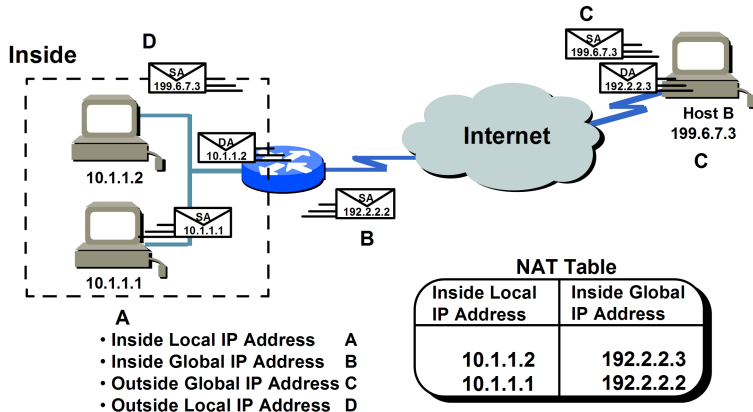 C
D
SA
199.6.7.3
Inside
SA
199.6.7.3
DA
192.2.2.3
DA
10.1.1.2
Internet
Host B
199.6.7.3
C
10.1.1.2
SA
10.1.1.1
SA
192.2.2.2
B
10.1.1.1
A
NAT Table
Inside Local IP Address
Inside Global IP Address
10.1.1.2 192.2.2.3
10.1.1.1 192.2.2.2
• Inside Local IP Address A
• Inside Global IP Address B
• Outside Global IP Address C
• Outside Local IP Address D